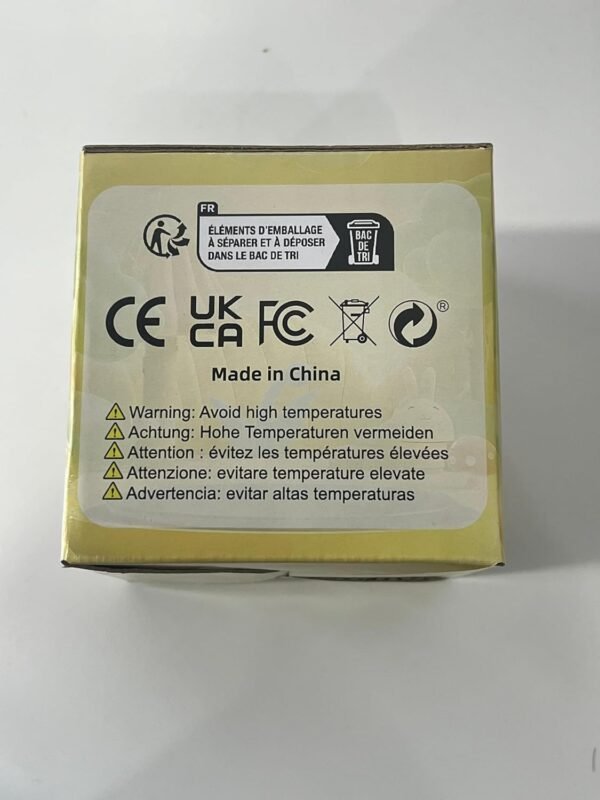 FR
ÉLÉMENTS D'EMBALLAGE
À SÉPARER ET À DÉPOSER
DANS LE BAC DE TRI
BAC
DE
TRI
CE
UK
CA
FC
®
Made in China
Warning: Avoid high temperatures
Achtung: Hohe Temperaturen vermeiden
Attention : évitez les températures élevées
Attenzione: evitare temperature elevate
Advertencia: evitar altas temperaturas